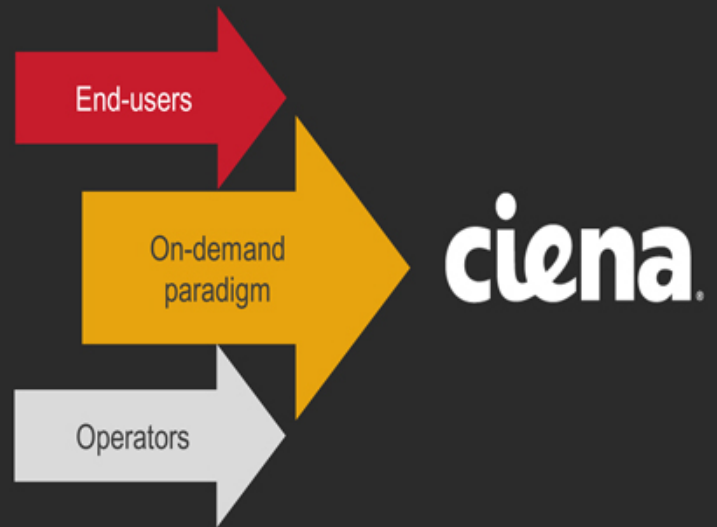 End-users
On-demand
paradigm
ciena®
Operators